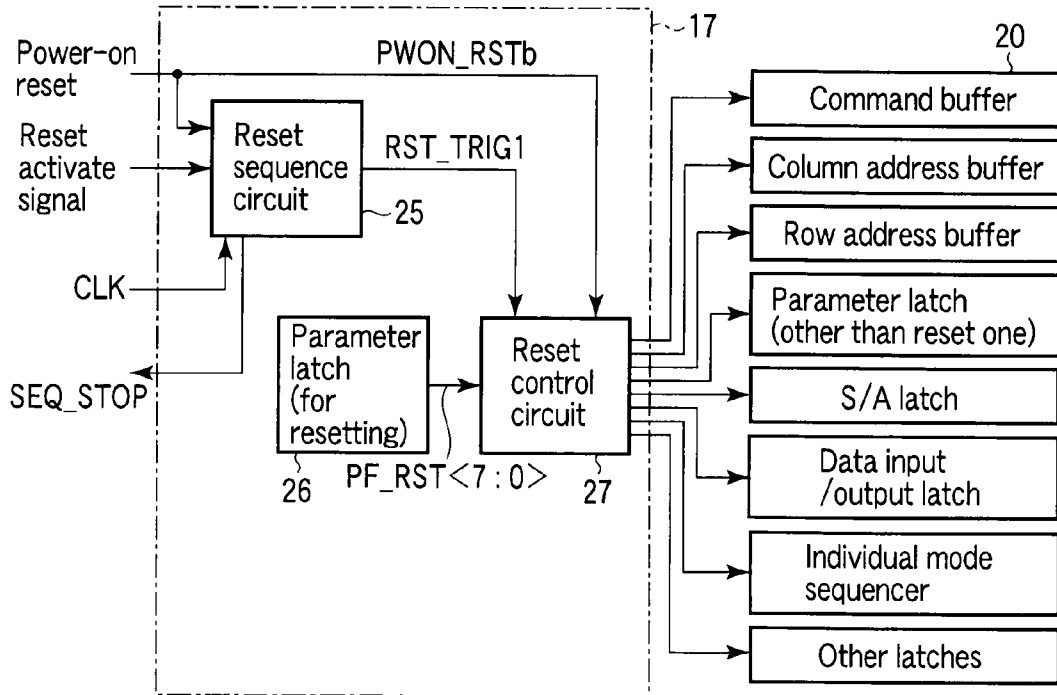 Power-on
reset
PWON_RSTb
17
20
Reset
activate
signal
Reset
sequence
circuit
RST_TRIG1
25
CLK
SEQ_STOP
Parameter
latch
(for
resetting)
26
PF_RST<7:0>
Reset
control
circuit
27
Command buffer
Column address buffer
Row address buffer
Parameter latch
(other than reset one)
S/A latch
Data input
/output latch
Individual mode
sequencer
Other latches